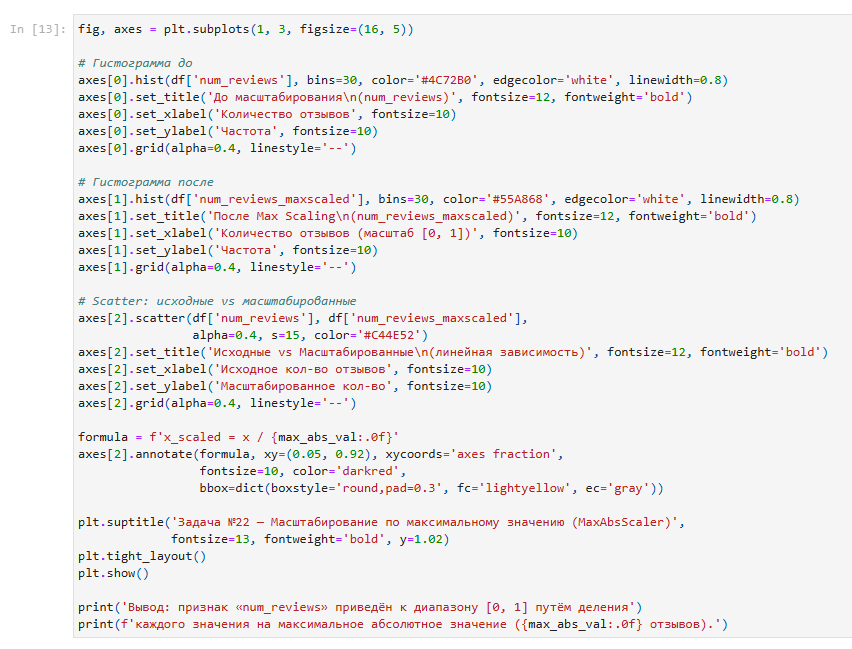 In [13]: fig, axes = plt.subplots(1, 3, figsize=(16, 5))

# Гистограмма до
axes[0].hist(df['num_reviews'], bins=30, color='#4C72B0', edgecolor='white', linewidth=0.8)
axes[0].set_title('До масштабирования\n(num_reviews)', fontsize=12, fontweight='bold')
axes[0].set_xlabel('Количество отзывов', fontsize=10)
axes[0].set_ylabel('Частота', fontsize=10)
axes[0].grid(alpha=0.4, linestyle='--')

# Гистограмма после
axes[1].hist(df['num_reviews_maxscaled'], bins=30, color='#55A868', edgecolor='white', linewidth=0.8)
axes[1].set_title('После Max Scaling\n(num_reviews_maxscaled)', fontsize=12, fontweight='bold')
axes[1].set_xlabel('Количество отзывов (масштаб [0, 1])', fontsize=10)
axes[1].set_ylabel('Частота', fontsize=10)
axes[1].grid(alpha=0.4, linestyle='--')

# Scatter: исходные vs масштабированные
axes[2].scatter(df['num_reviews'], df['num_reviews_maxscaled'],
                alpha=0.4, s=15, color='#C44E52')
axes[2].set_title('Исходные vs Масштабированные\n(линейная зависимость)', fontsize=12, fontweight='bold')
axes[2].set_xlabel('Исходное кол-во отзывов', fontsize=10)
axes[2].set_ylabel('Масштабированное кол-во', fontsize=10)
axes[2].grid(alpha=0.4, linestyle='--')

formula = f'x_scaled = x / {max_abs_val:.0f}'
axes[2].annotate(formula, xy=(0.05, 0.92), xycoords='axes fraction',
                 fontsize=10, color='darkred',
                 bbox=dict(boxstyle='round,pad=0.3', fc='lightyellow', ec='gray'))

plt.suptitle('Задача №22 — Масштабирование по максимальному значению (MaxAbsScaler)',
             fontsize=13, fontweight='bold', y=1.02)
plt.tight_layout()
plt.show()

print('Вывод: признак «num_reviews» приведён к диапазону [0, 1] путём деления')
print(f'каждого значения на максимальное абсолютное значение ({max_abs_val:.0f} отзывов).')